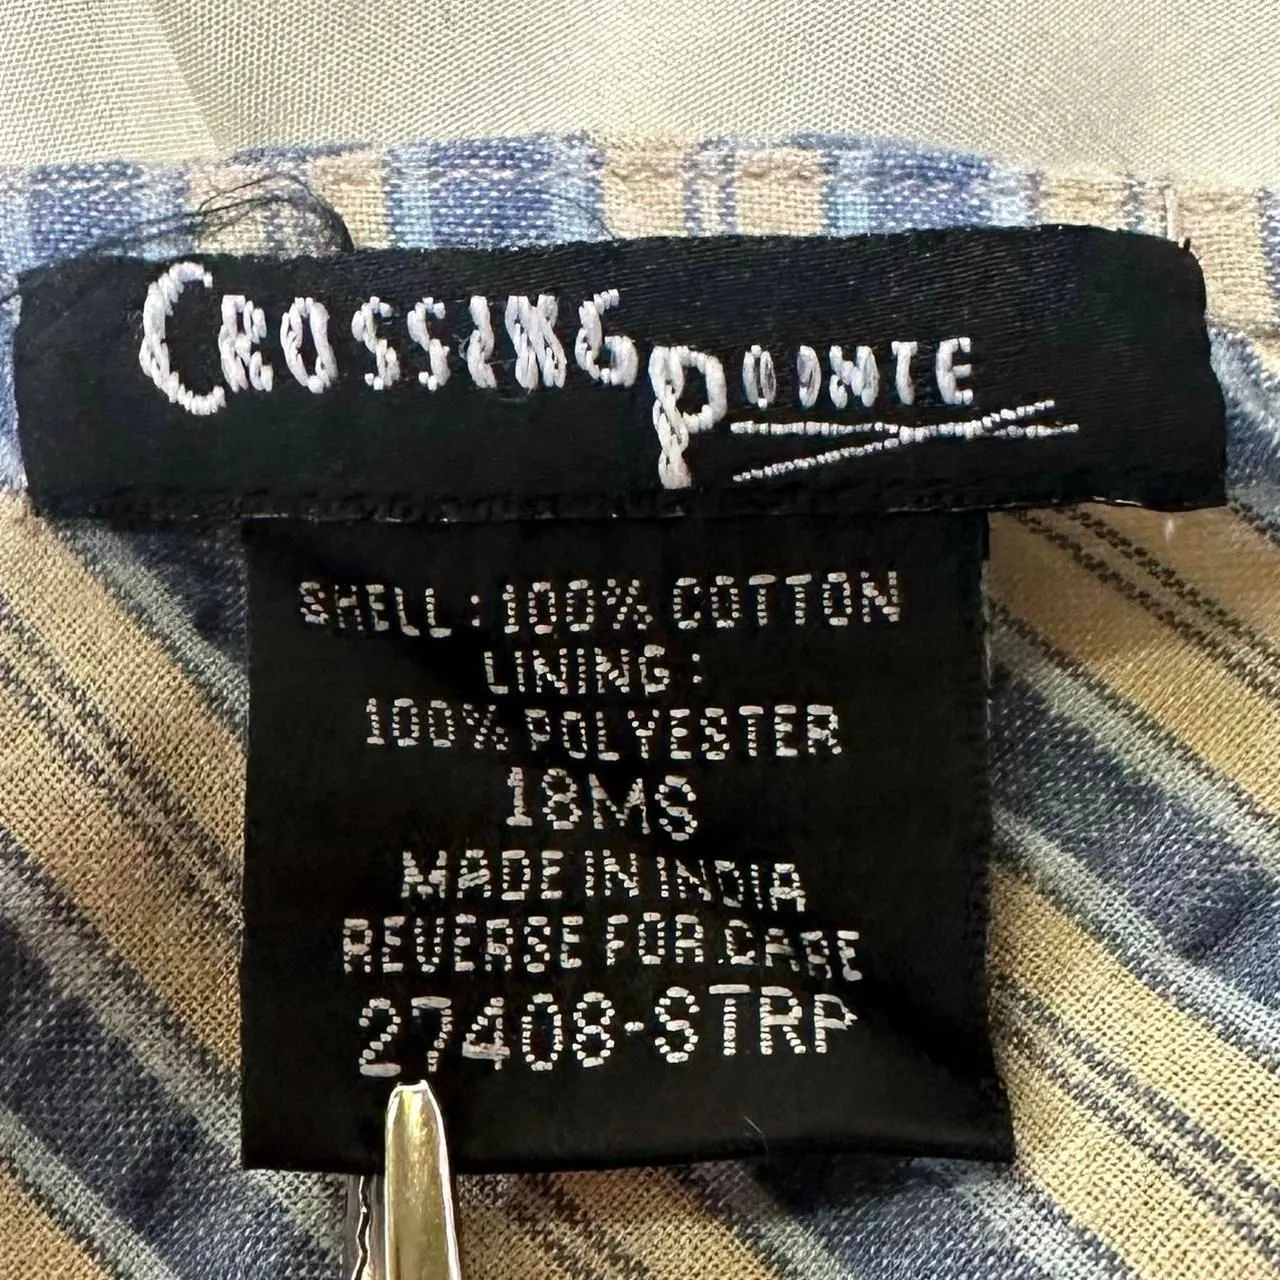 CROSSING POINTE
SHELL : 100% COTTON
LINING :
100% POLYESTER
18MS
MADE IN INDIA
REVERSE FOR CARE
27408-STRP